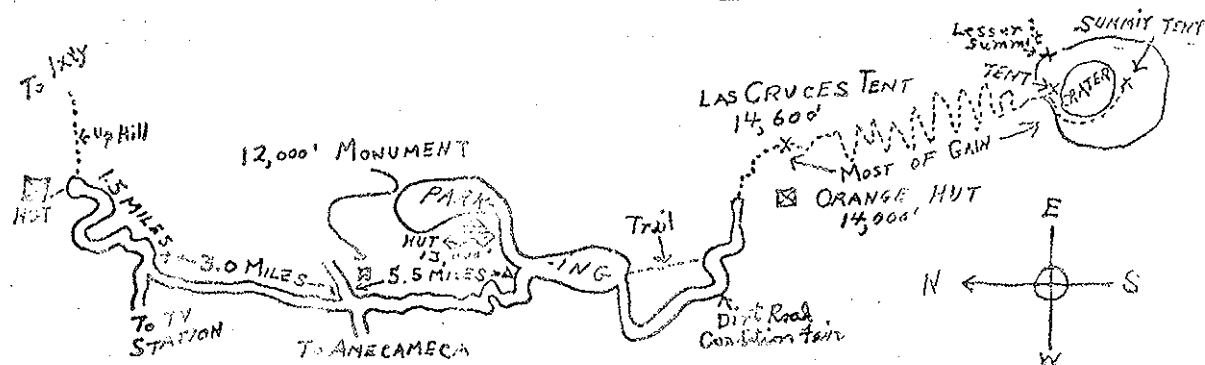 To Ixty
Up Hill
HUT
1.5 MILES
3.0 MILES
To TV
STATION
12,000' MONUMENT
PARK-
HUT
13,000'
5.5 MILES
-ING
TO AMECAMECA
Trail
Dirt Road
Condition fair
LAS CRUCES TENT
14,600'
MOST OF GAIN
ORANGE HUT
14,000'
Lesser
summit
TENT
CRATER
SUMMIT TENT
E
N
S
W